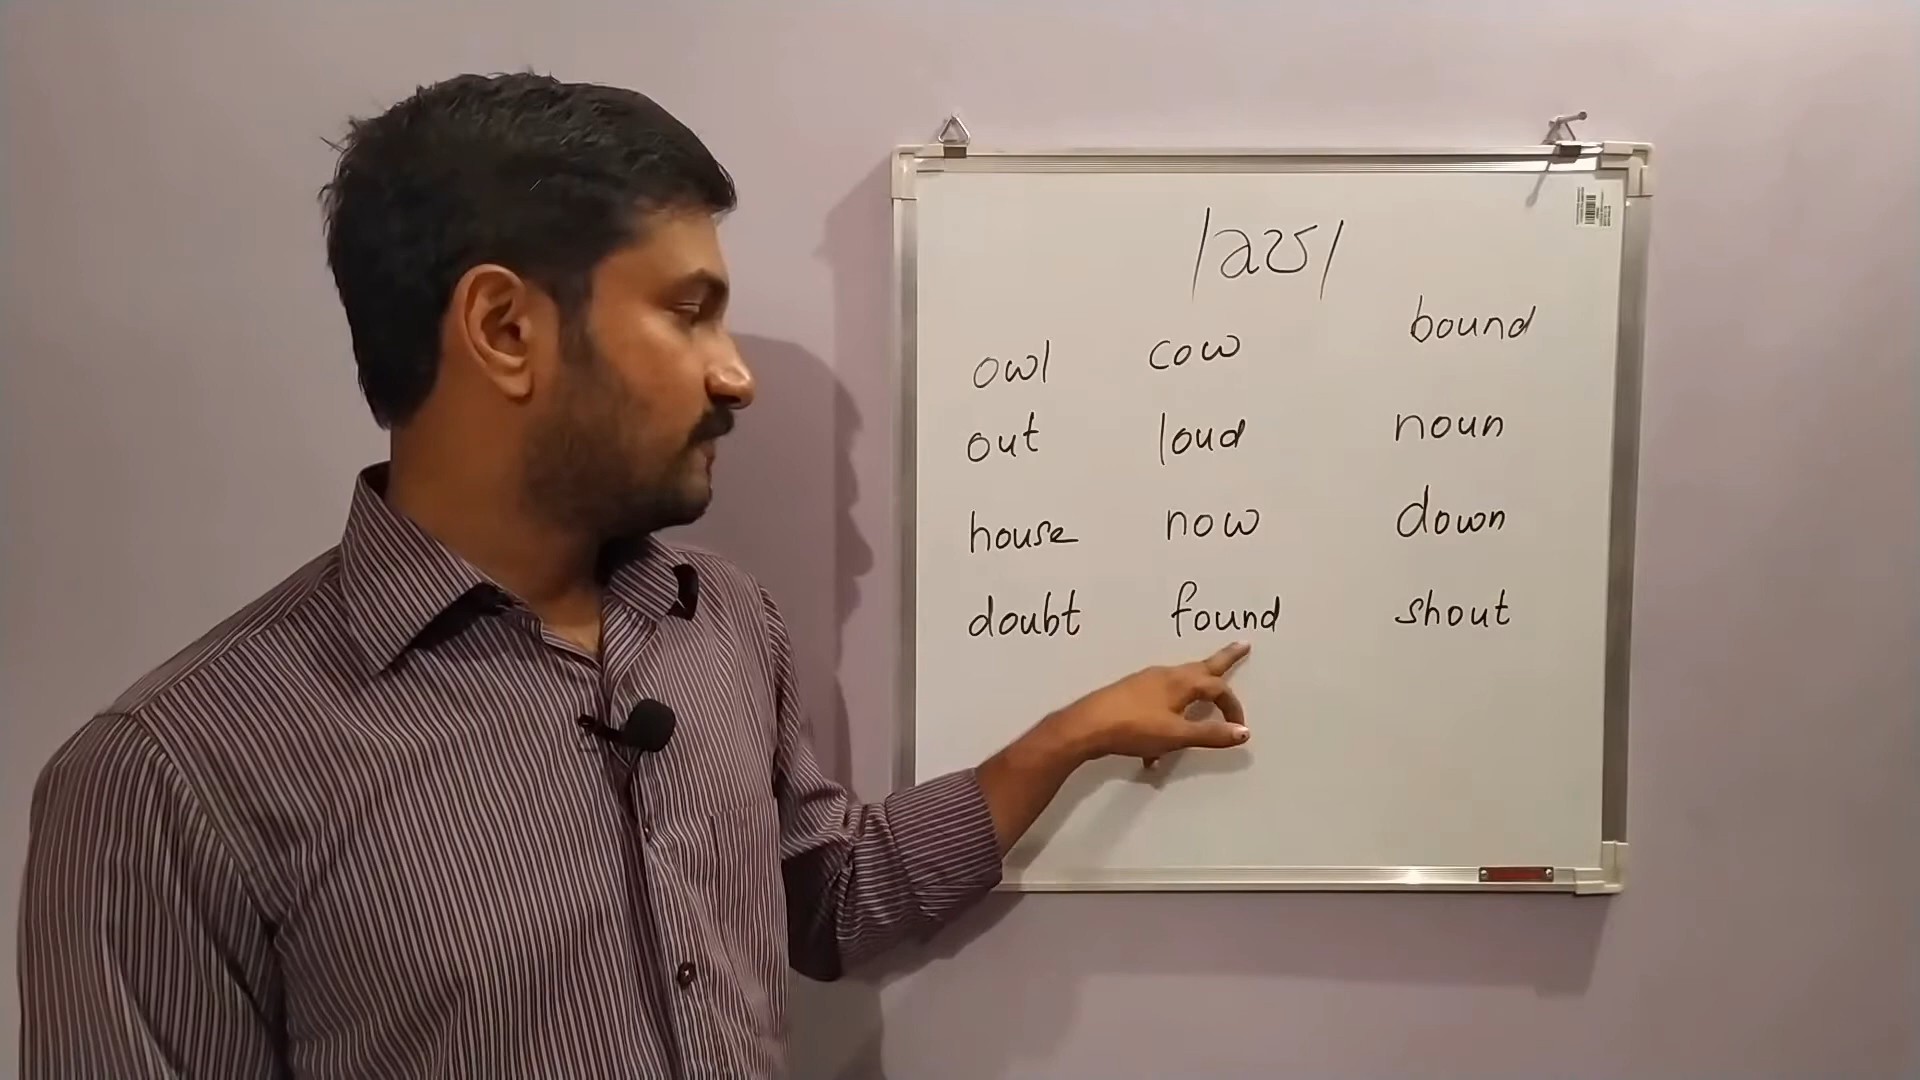 /aʊ/
owl cow bound
out loud noun
house now down
doubt found shout